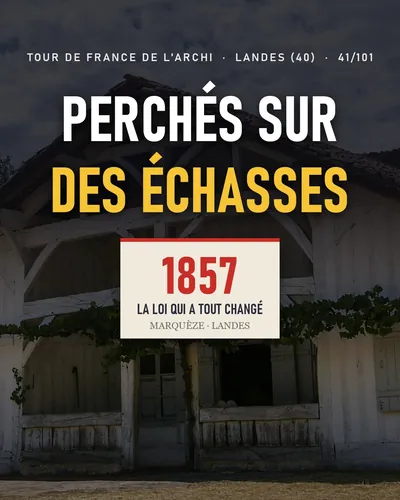 TOUR DE FRANCE DE L'ARCHI · LANDES (40) · 41/101
PERCHÉS SUR
DES ÉCHASSES
1857
LA LOI QUI A TOUT CHANGÉ
MARQUÈZE - LANDES